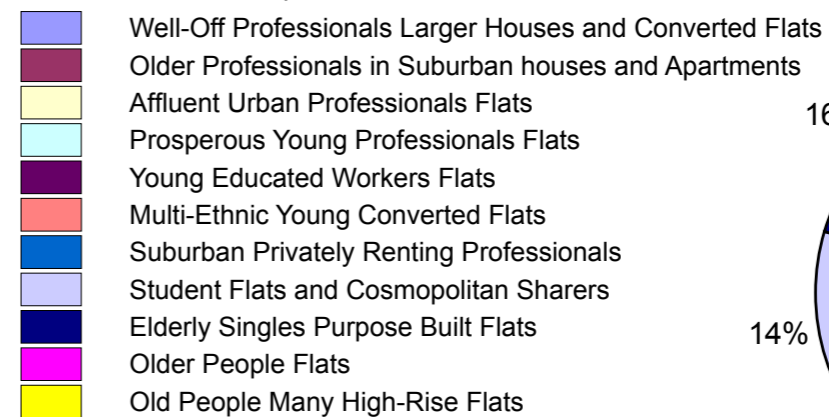 Well-Off Professionals Larger Houses and Converted Flats
Older Professionals in Suburban houses and Apartments
Affluent Urban Professionals Flats
Prosperous Young Professionals Flats
Young Educated Workers Flats
Multi-Ethnic Young Converted Flats
Suburban Privately Renting Professionals
Student Flats and Cosmopolitan Sharers
Elderly Singles Purpose Built Flats
Older People Flats
Old People Many High-Rise Flats
16
14%